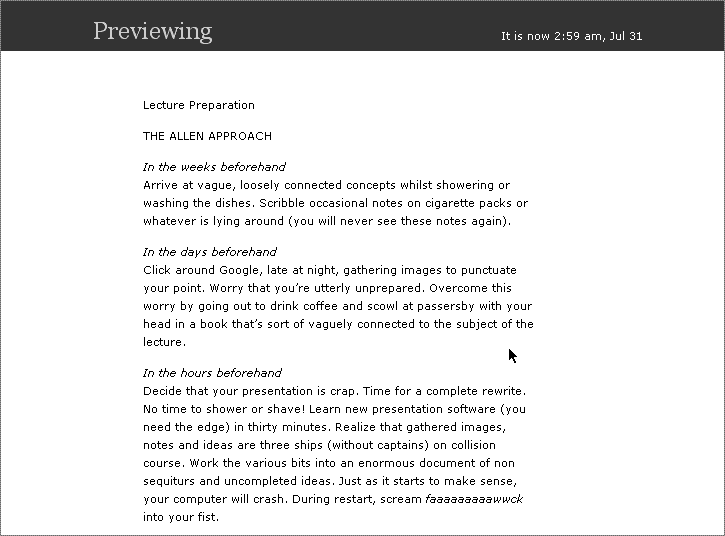 Previewing
It is now 2:59 am, Jul 31
Lecture Preparation
THE ALLEN APPROACH
In the weeks beforehand
Arrive at vague, loosely connected concepts whilst showering or
washing the dishes. Scribble occasional notes on cigarette packs or
whatever is lying around (you will never see these notes again).
In the days beforehand
Click around Google, late at night, gathering images to punctuate
your point. Worry that you’re utterly unprepared. Overcome this
worry by going out to drink coffee and scowl at passersby with your
head in a book that’s sort of vaguely connected to the subject of the
lecture.
In the hours beforehand
Decide that your presentation is crap. Time for a complete rewrite.
No time to shower or shave! Learn new presentation software (you
need the edge) in thirty minutes. Realize that gathered images,
notes and ideas are three ships (without captains) on collision
course. Work the various bits into an enormous document of non
sequiturs and uncompleted ideas. Just as it starts to make sense,
your computer will crash. During restart, scream faaaaaaaaawwck
into your fist.